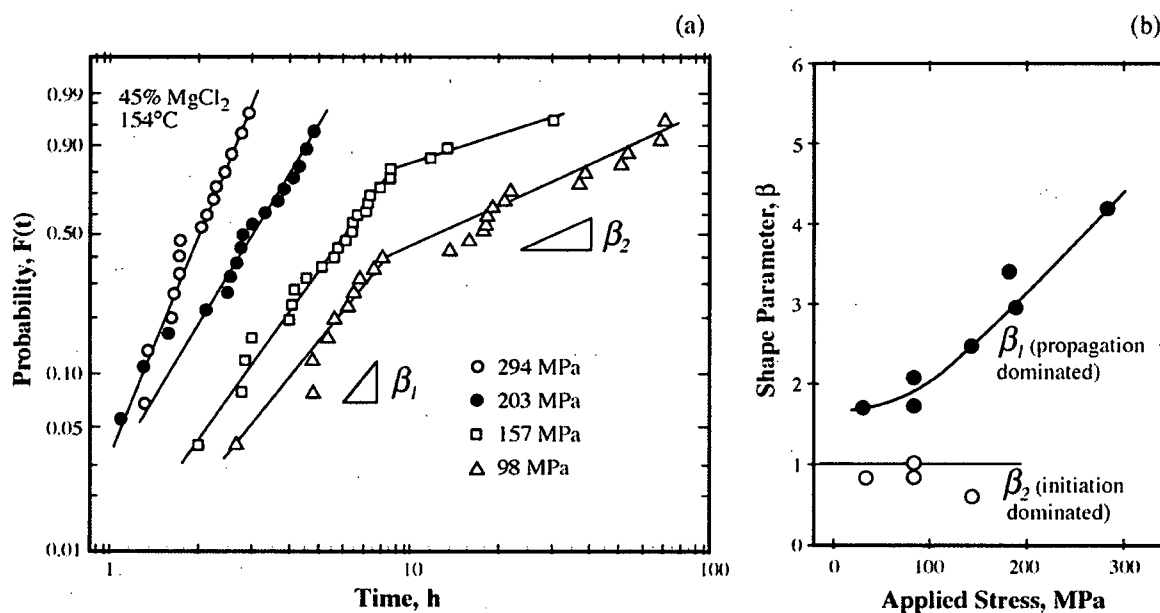 (a)
45% MgCl2
154°C
Probability, F(t)
0.99
0.90
0.50
0.10
0.05
0.01
β2
β1
294 MPa
203 MPa
157 MPa
98 MPa
1
10
100
Time, h
(b)
Shape Parameter, β
6
5
4
3
2
1
0
β1 (propagation
dominated)
β2 (initiation
dominated)
0
100
200
300
Applied Stress, MPa